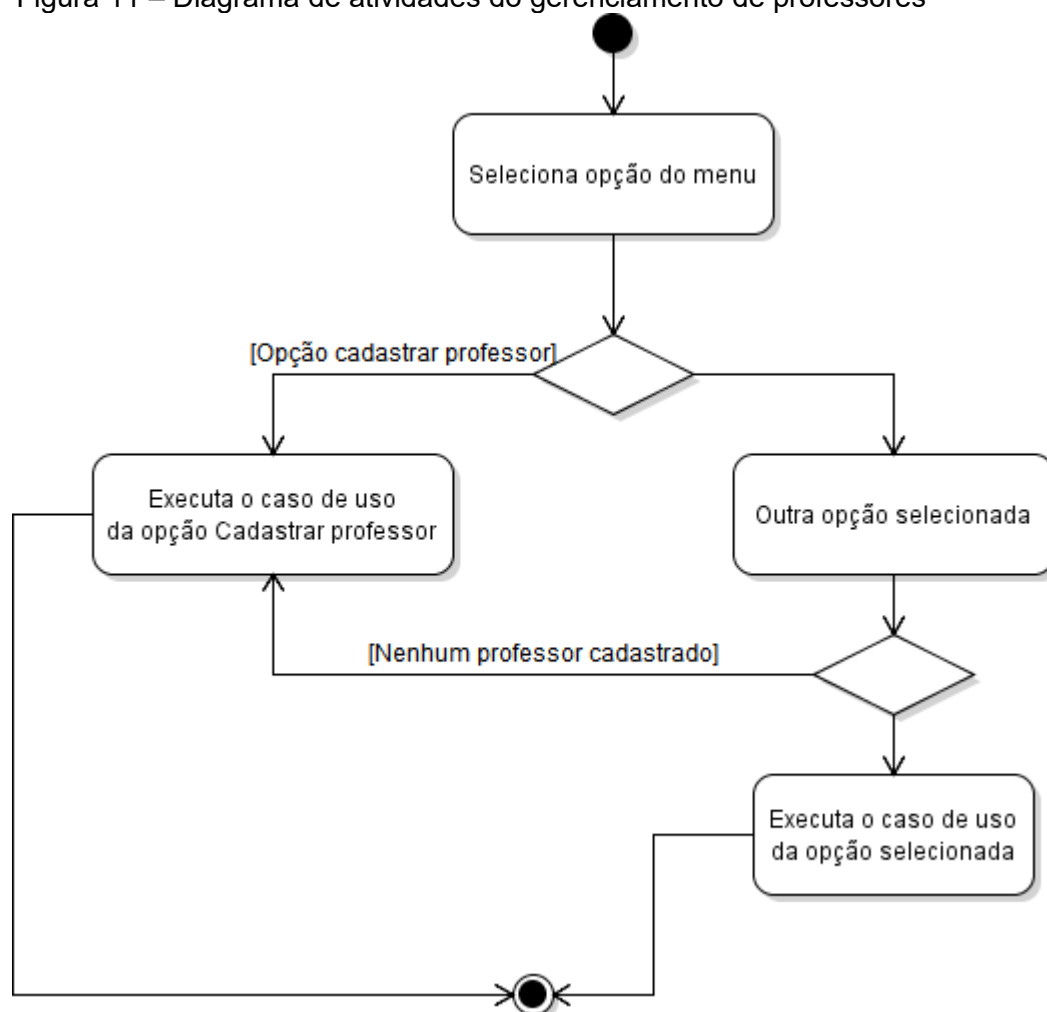 Figura 11 – Diagrama de atividades do gerenciamento de professores
Seleciona opção do menu
[Opção cadastrar professor]
Executa o caso de uso
da opção Cadastrar professor
Outra opção selecionada
[Nenhum professor cadastrado]
Executa o caso de uso
da opção selecionada